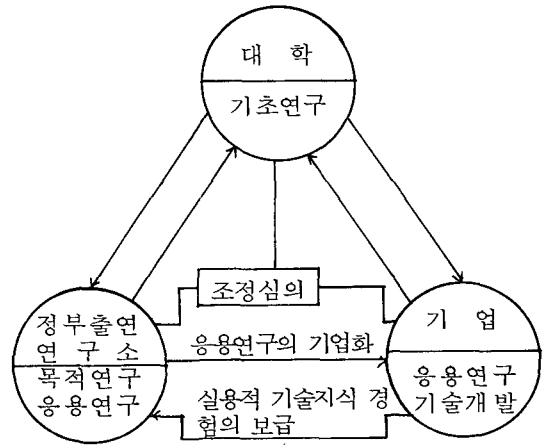 대 학
기초연구
조정심의
정부출연
연 구 소
목적연구
응용연구
응용연구의 기업화
실용적 기술지식 경
험의 보급
기 업
응용연구
기술개발